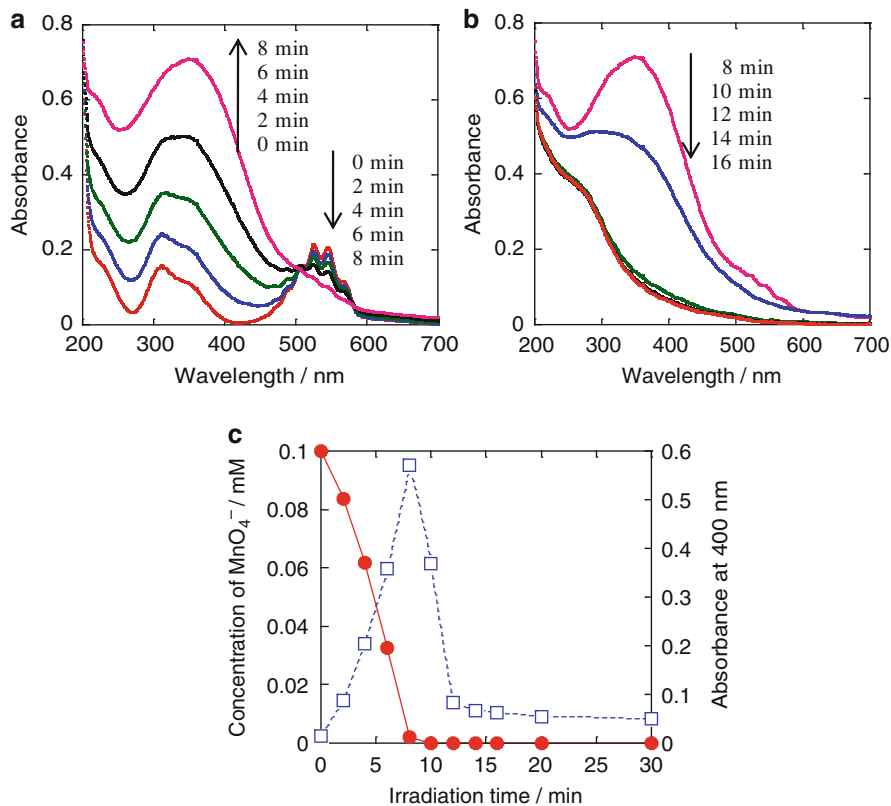 a
0.8
0.6
0.4
0.2
0
Absorbance
8 min
6 min
4 min
2 min
0 min
0 min
2 min
4 min
6 min
8 min
200 300 400 500 600 700
Wavelength / nm
b
0.8
0.6
0.4
0.2
0
Absorbance
8 min
10 min
12 min
14 min
16 min
200 300 400 500 600 700
Wavelength / nm
c
0.1
0.08
0.06
0.04
0.02
0
Concentration of MnO₄⁻ / mM
0.6
0.5
0.4
0.3
0.2
0.1
0
Absorbance at 400 nm
0 5 10 15 20 25 30
Irradiation time / min